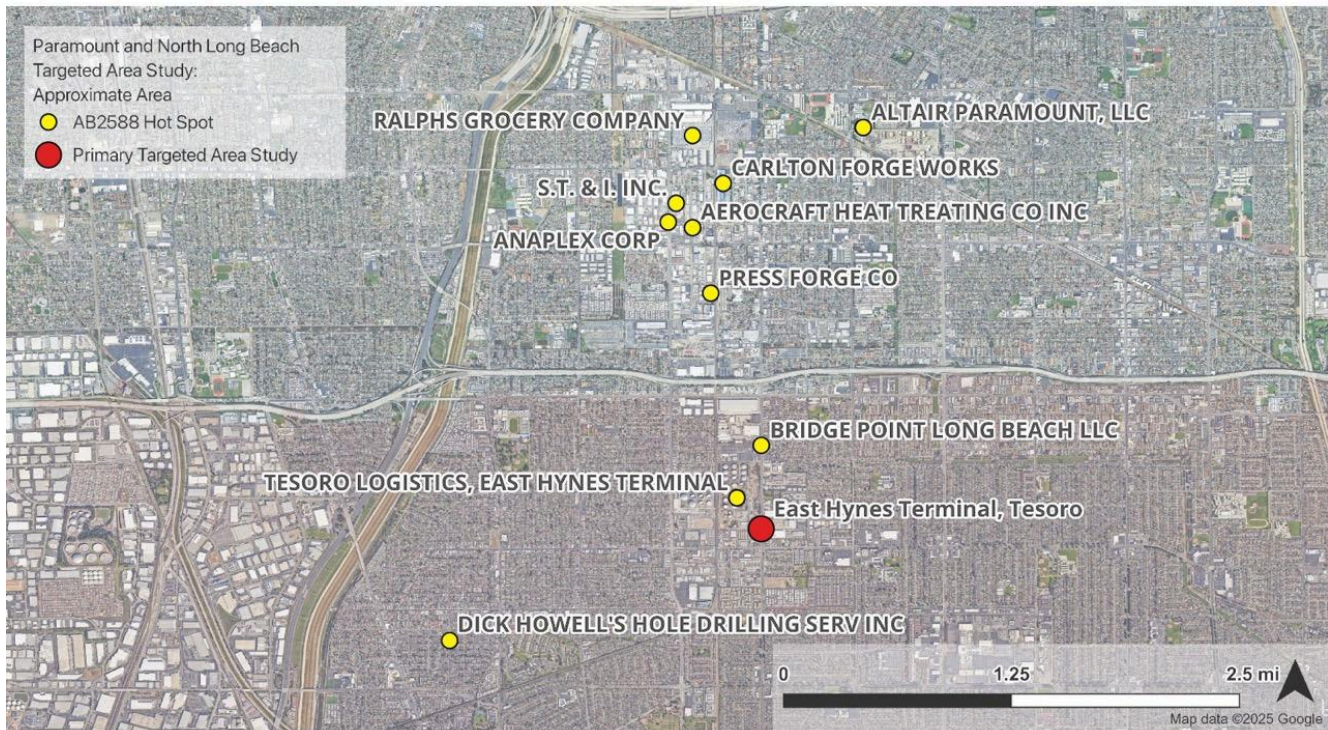 Paramount and North Long Beach
Targeted Area Study:
Approximate Area
AB2588 Hot Spot
Primary Targeted Area Study
ALTAIR PARAMOUNT, LLC
RALPHS GROCERY COMPANY
CARLTON FORGE WORKS
S.T. & I. INC.
AEROCRAFT HEAT TREATING CO INC
ANAPLEX CORP
PRESS FORGE CO
BRIDGE POINT LONG BEACH LLC
TESORO LOGISTICS, EAST HYNES TERMINAL
East Hynes Terminal, Tesoro
DICK HOWELL'S HOLE DRILLING SERV INC
0 1.25 2.5 mi
Map data ©2025 Google